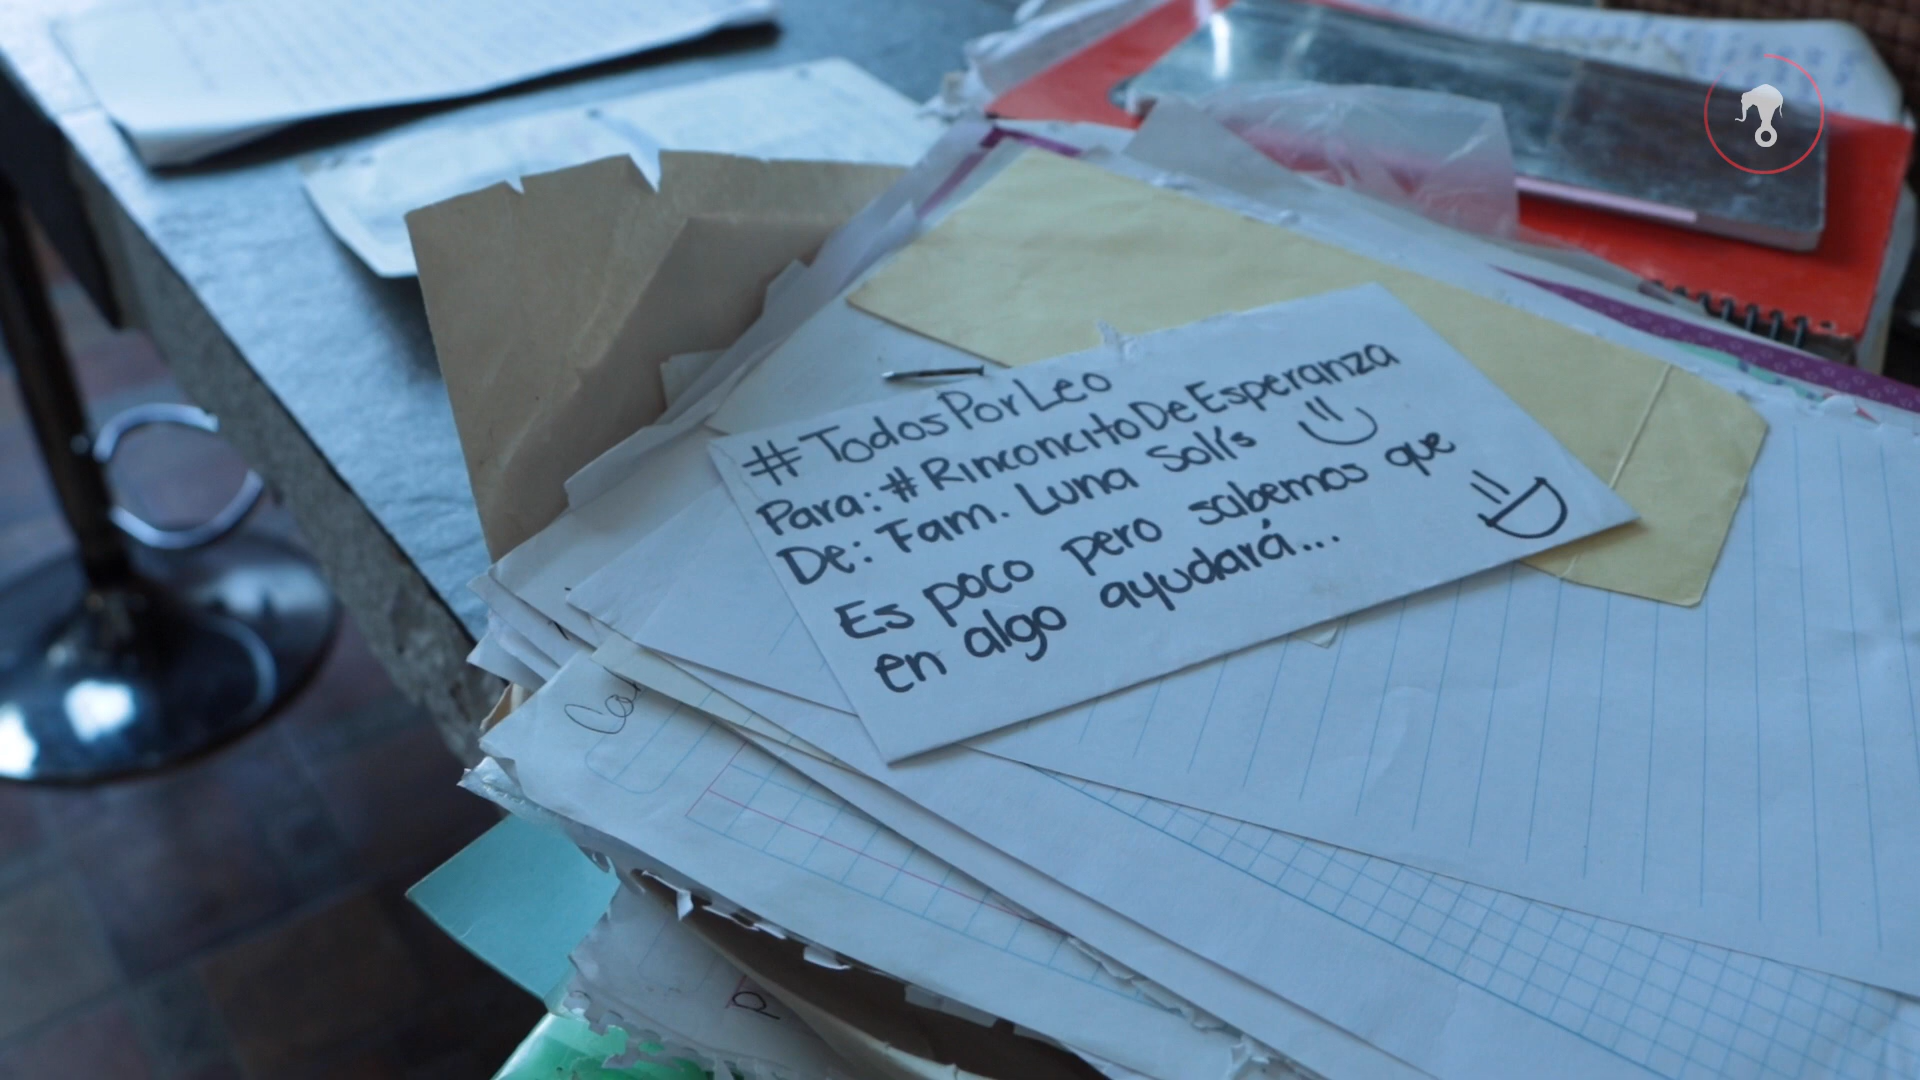 #TodosPorLeo
Para: #RinconcitoDeEsperanza
De: Fam. Luna Solís
Es poco pero sabemos que
en algo ayudará...